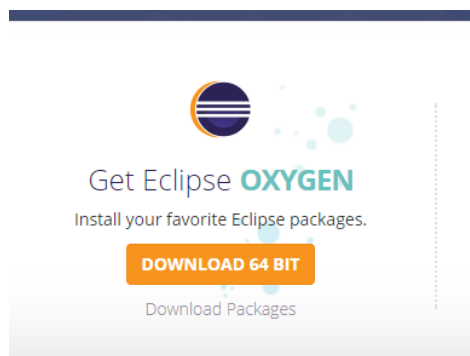 Get Eclipse OXYGEN
Install your favorite Eclipse packages.
DOWNLOAD 64 BIT
Download Packages